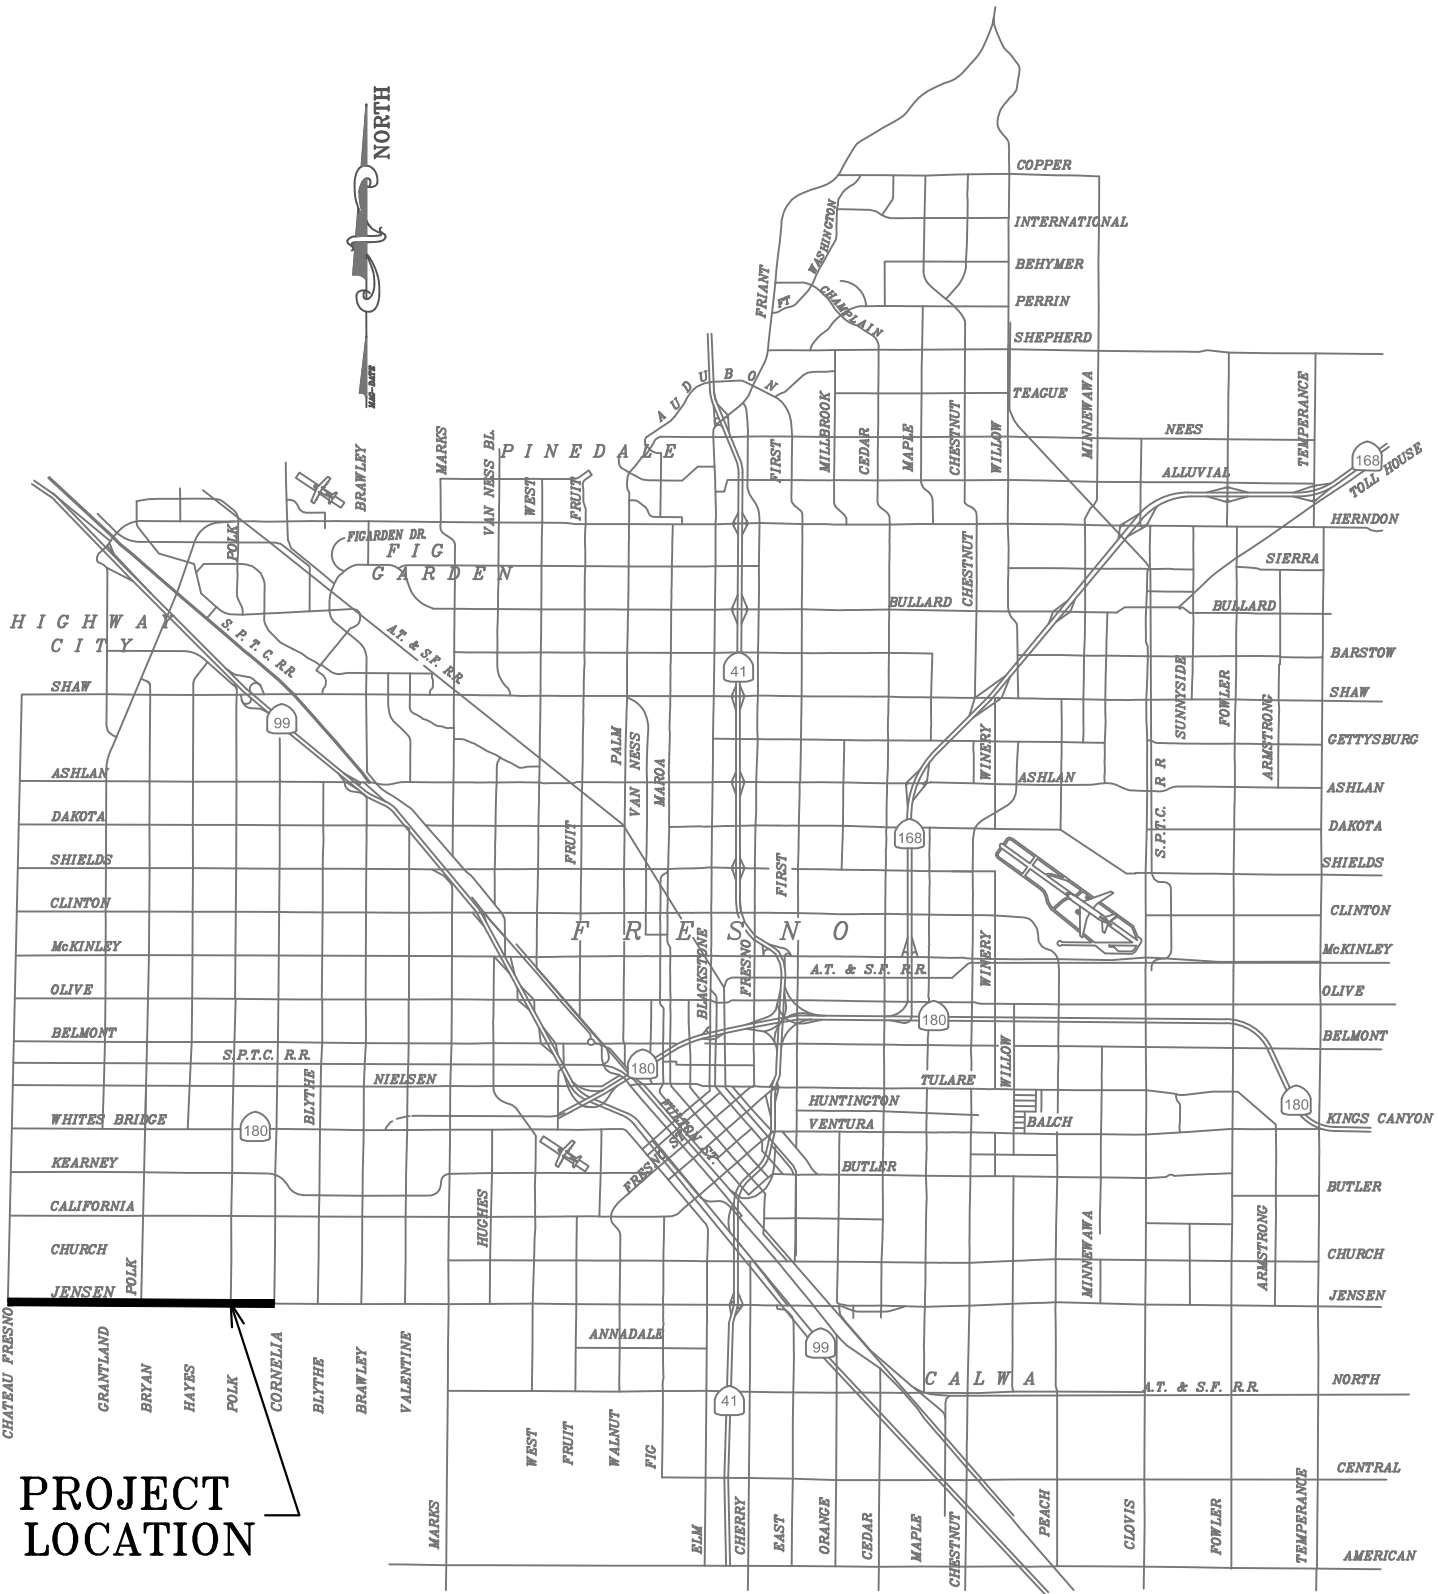 NORTH
MAG-DATE
COPPER
INTERNATIONAL
BEHYMER
PERRIN
SHEPHERD
TEAGUE
NEES
ALLUVIAL
TOLL HOUSE
168
HERNDON
SIERRA
BULLARD
BULLARD
BARSTOW
SHAW
GETTYSBURG
ASHLAN
ASHLAN
DAKOTA
SHIELDS
CLINTON
McKINLEY
OLIVE
BELMONT
KINGS CANYON
BUTLER
CHURCH
JENSEN
NORTH
CENTRAL
AMERICAN
FRIANT
FT
WASHINGTON
CHAMPLAIN
AUDUBON
FIRST
MILLBROOK
CEDAR
MAPLE
CHESTNUT
WILLOW
MINNEWAWA
TEMPERANCE
CHESTNUT
SUNNYSIDE
FOWLER
ARMSTRONG
S.P.T.C. R R
WINERY
WINERY
WILLOW
PINEDALE
MARKS
VAN NESS BL.
WEST
FRUIT
BRAWLEY
POLK
FIGARDEN DR.
FIG
GARDEN
HIGHWAY
CITY
S. P. T. C. RR
A.T. & S.F. RR
99
41
168
SHAW
ASHLAN
DAKOTA
SHIELDS
CLINTON
McKINLEY
OLIVE
BELMONT
S.P.T.C. R.R.
NIELSEN
BLYTHE
WHITES BRIDGE
180
KEARNEY
CALIFORNIA
CHURCH
JENSEN
POLK
HUGHES
PALM
VAN NESS
MAROA
FRUIT
FIRST
FRESNO
BLACKSTONE
FRESNO
A.T. & S.F. R.R.
180
180
180
TULARE
HUNTINGTON
VENTURA
BALCH
BUTLER
FULTON ST.
FRESNO ST.
MINNEWAWA
ARMSTRONG
ANNADALE
99
41
CALWA
A.T. & S.F. R.R.
CHATEAU FRESNO
GRANTLAND
BRYAN
HAYES
POLK
CORNELIA
BLYTHE
BRAWLEY
VALENTINE
WEST
FRUIT
WALNUT
FIG
MARKS
ELM
CHERRY
EAST
ORANGE
CEDAR
MAPLE
CHESTNUT
PEACH
CLOVIS
FOWLER
TEMPERANCE
PROJECT
LOCATION